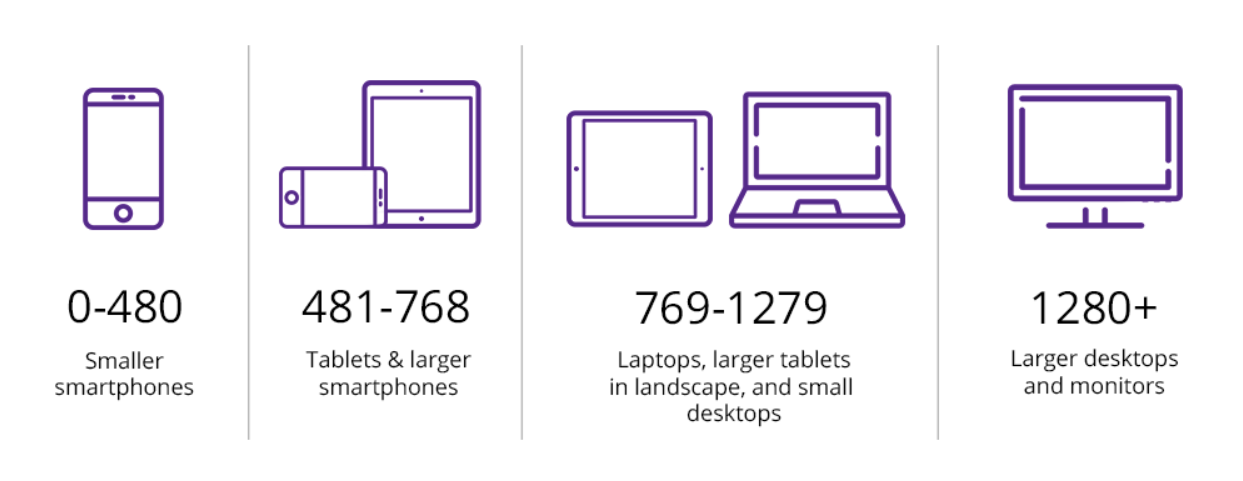 0-480
Smaller
smartphones
481-768
Tablets & larger
smartphones
769-1279
Laptops, larger tablets
in landscape, and small
desktops
1280+
Larger desktops
and monitors